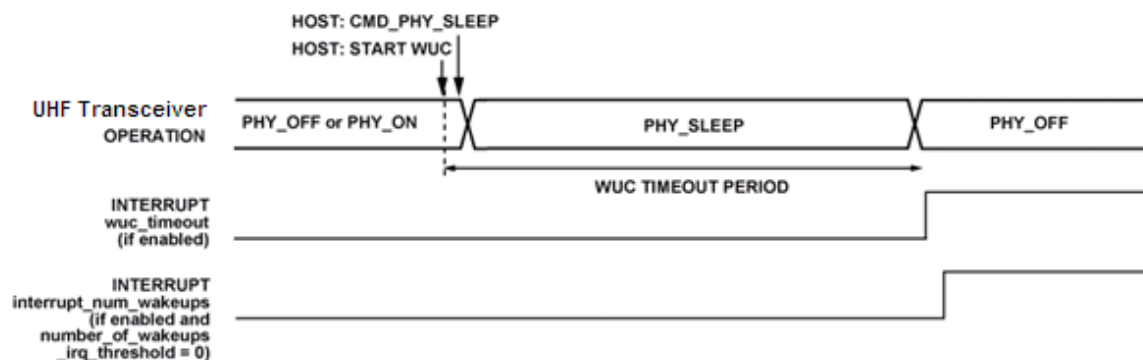 HOST: CMD_PHY_SLEEP
HOST: START WUC
UHF Transceiver
OPERATION
PHY_OFF or PHY_ON
PHY_SLEEP
PHY_OFF
WUC TIMEOUT PERIOD
INTERRUPT
wuc_timeout
(if enabled)
INTERRUPT
interrupt_num_wakeups
(if enabled and
number_of_wakeups
_irq_threshold = 0)